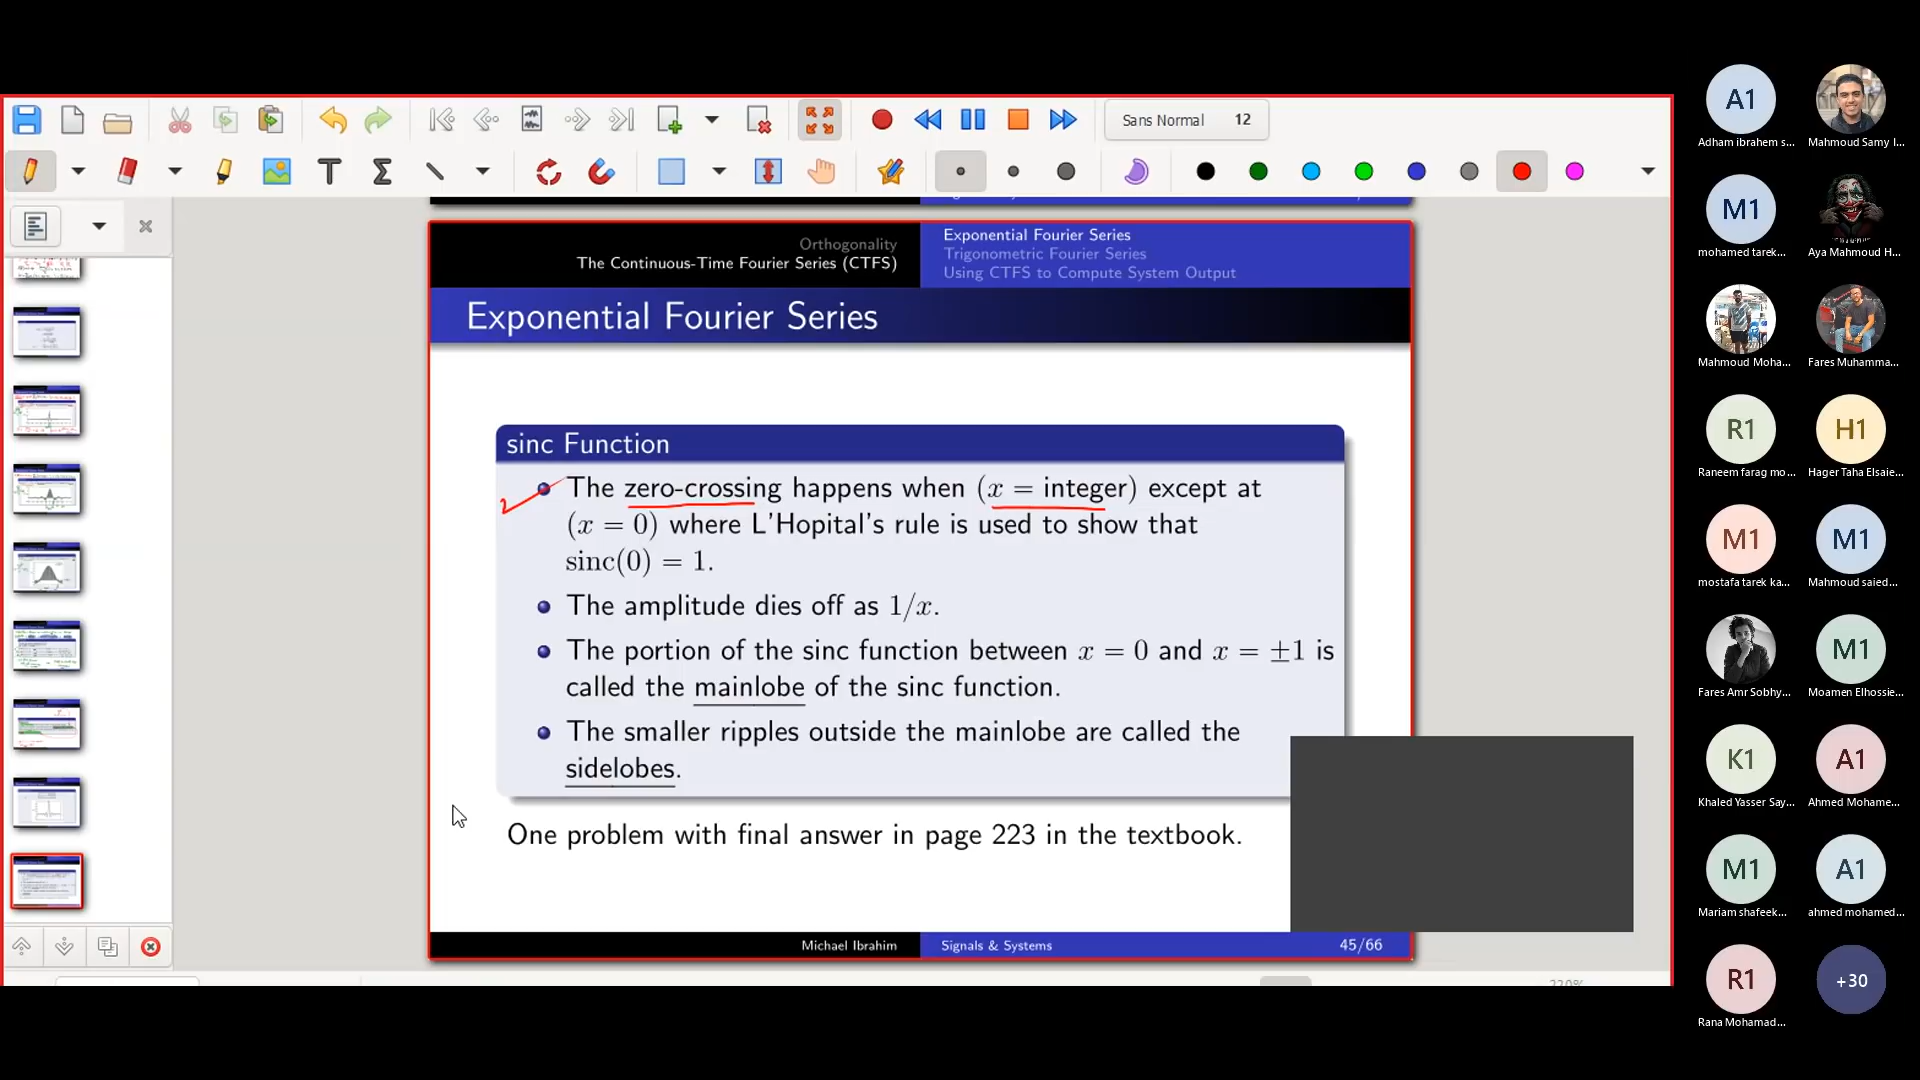 Sans Normal 12
Orthogonality
The Continuous-Time Fourier Series (CTFS)
Exponential Fourier Series
Trigonometric Fourier Series
Using CTFS to Compute System Output
Exponential Fourier Series
sinc Function
The zero-crossing happens when (x = integer) except at
(x = 0) where L'Hopital's rule is used to show that
sinc(0) = 1.
The amplitude dies off as 1/x.
The portion of the sinc function between x = 0 and x = ±1 is
called the mainlobe of the sinc function.
The smaller ripples outside the mainlobe are called the
sidelobes.
One problem with final answer in page 223 in the textbook.
Michael Ibrahim
Signals & Systems
45/66
A1
Adham ibrahem s...
Mahmoud Samy I...
M1
mohamed tarek...
Aya Mahmoud H...
Mahmoud Moha...
Fares Muhamma...
R1
Raneem farag mo...
H1
Hager Taha Elsaie...
M1
mostafa tarek ka...
M1
Mahmoud saied...
Fares Amr Sobhy...
M1
Moamen Elhossie...
K1
Khaled Yasser Say...
A1
Ahmed Mohame...
M1
Mariam shafeek...
A1
ahmed mohamed...
R1
Rana Mohamad...
+30